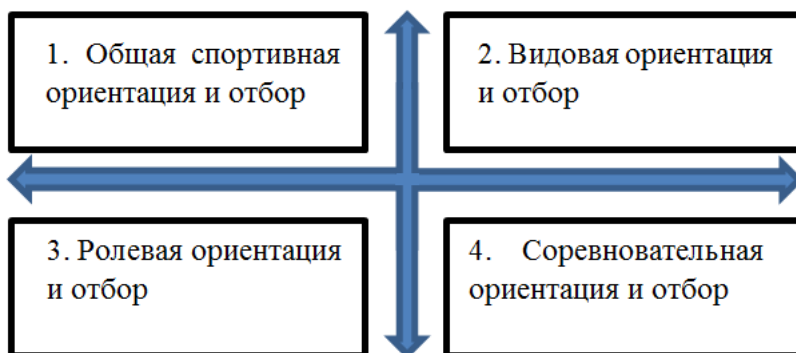 1. Общая спортивная
ориентация и отбор
2. Видовая ориентация
и отбор
3. Ролевая ориентация
и отбор
4. Соревновательная
ориентация и отбор